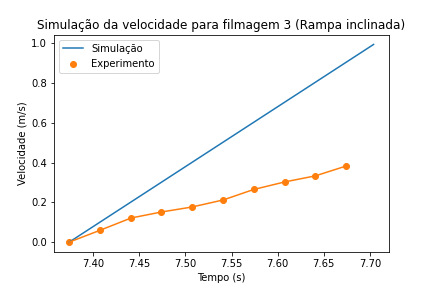 Simulação da velocidade para filmagem 3 (Rampa inclinada)
Simulação
Experimento
Velocidade (m/s)
1.0
0.8
0.6
0.4
0.2
0.0
7.40
7.45
7.50
7.55
7.60
7.65
7.70
Tempo (s)